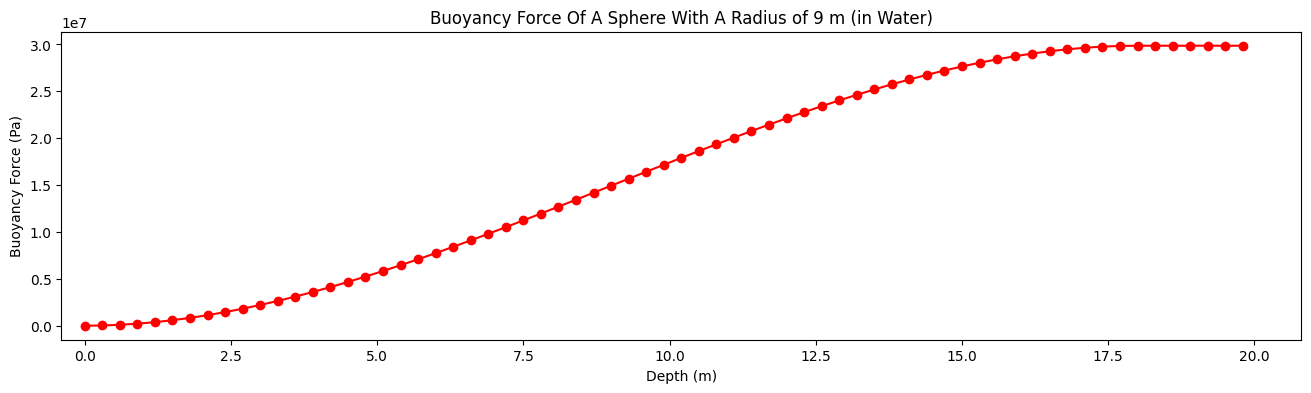 Buoyancy Force Of A Sphere With A Radius of 9 m (in Water)
1e7
3.0
2.5
2.0
1.5
1.0
0.5
0.0
Buoyancy Force (Pa)
0.0 2.5 5.0 7.5 10.0 12.5 15.0 17.5 20.0
Depth (m)